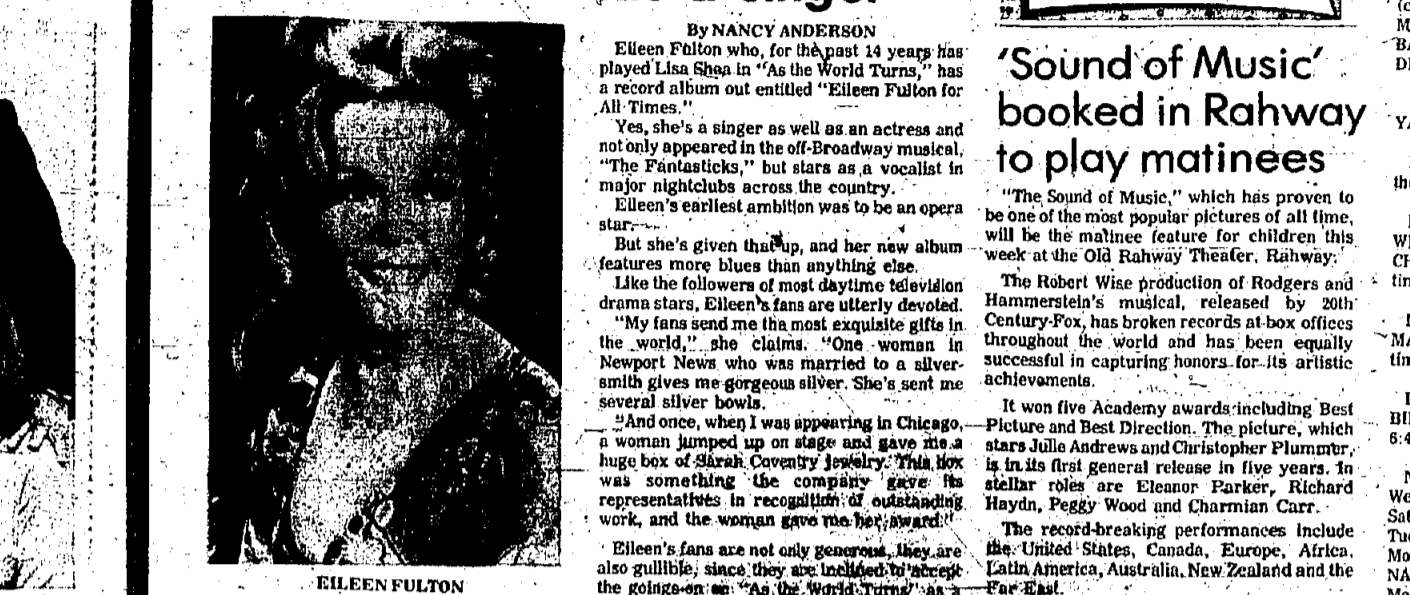 By NANCY ANDERSON
Eileen Fulton who, for the past 14 years has
played Lisa Shea in "As the World Turns," has
a record album out entitled "Eileen Fulton for
All Times."
Yes, she's a singer as well as an actress and
not only appeared in the off-Broadway musical,
"The Fantasticks," but stars as a vocalist in
major nightclubs across the country.
Eileen's earliest ambition was to be an opera
star.
But she's given that up, and her new album
features more blues than anything else.
Like the followers of most daytime television
drama stars, Eileen's fans are utterly devoted.
"My fans send me the most exquisite gifts in
the world," she claims. "One woman in
Newport News who was married to a silver-
smith gives me gorgeous silver. She's sent me
several silver bowls.
"And once, when I was appearing in Chicago,
a woman jumped up on stage and gave me a
huge box of Sarah Coventry jewelry. This box
was something the company gave its
representatives in recognition of outstanding
work, and the woman gave me her award."
Eileen's fans are not only generous, they are
also gullible, since they are inclined to accept
the goings-on on "As the World Turns" as a
EILEEN FULTON
'Sound of Music'
booked in Rahway
to play matinees
"The Sound of Music," which has proven to
be one of the most popular pictures of all time,
will be the matinee feature for children this
week at the Old Rahway Theater, Rahway.
The Robert Wise production of Rodgers and
Hammerstein's musical, released by 20th
Century-Fox, has broken records at box offices
throughout the world and has been equally
successful in capturing honors for its artistic
achievements.
It won five Academy awards including Best
Picture and Best Direction. The picture, which
stars Julie Andrews and Christopher Plummer,
is in its first general release in five years. In
stellar roles are Eleanor Parker, Richard
Haydn, Peggy Wood and Charmian Carr.
The record-breaking performances include
the United States, Canada, Europe, Africa,
Latin America, Australia, New Zealand and the
Far East.